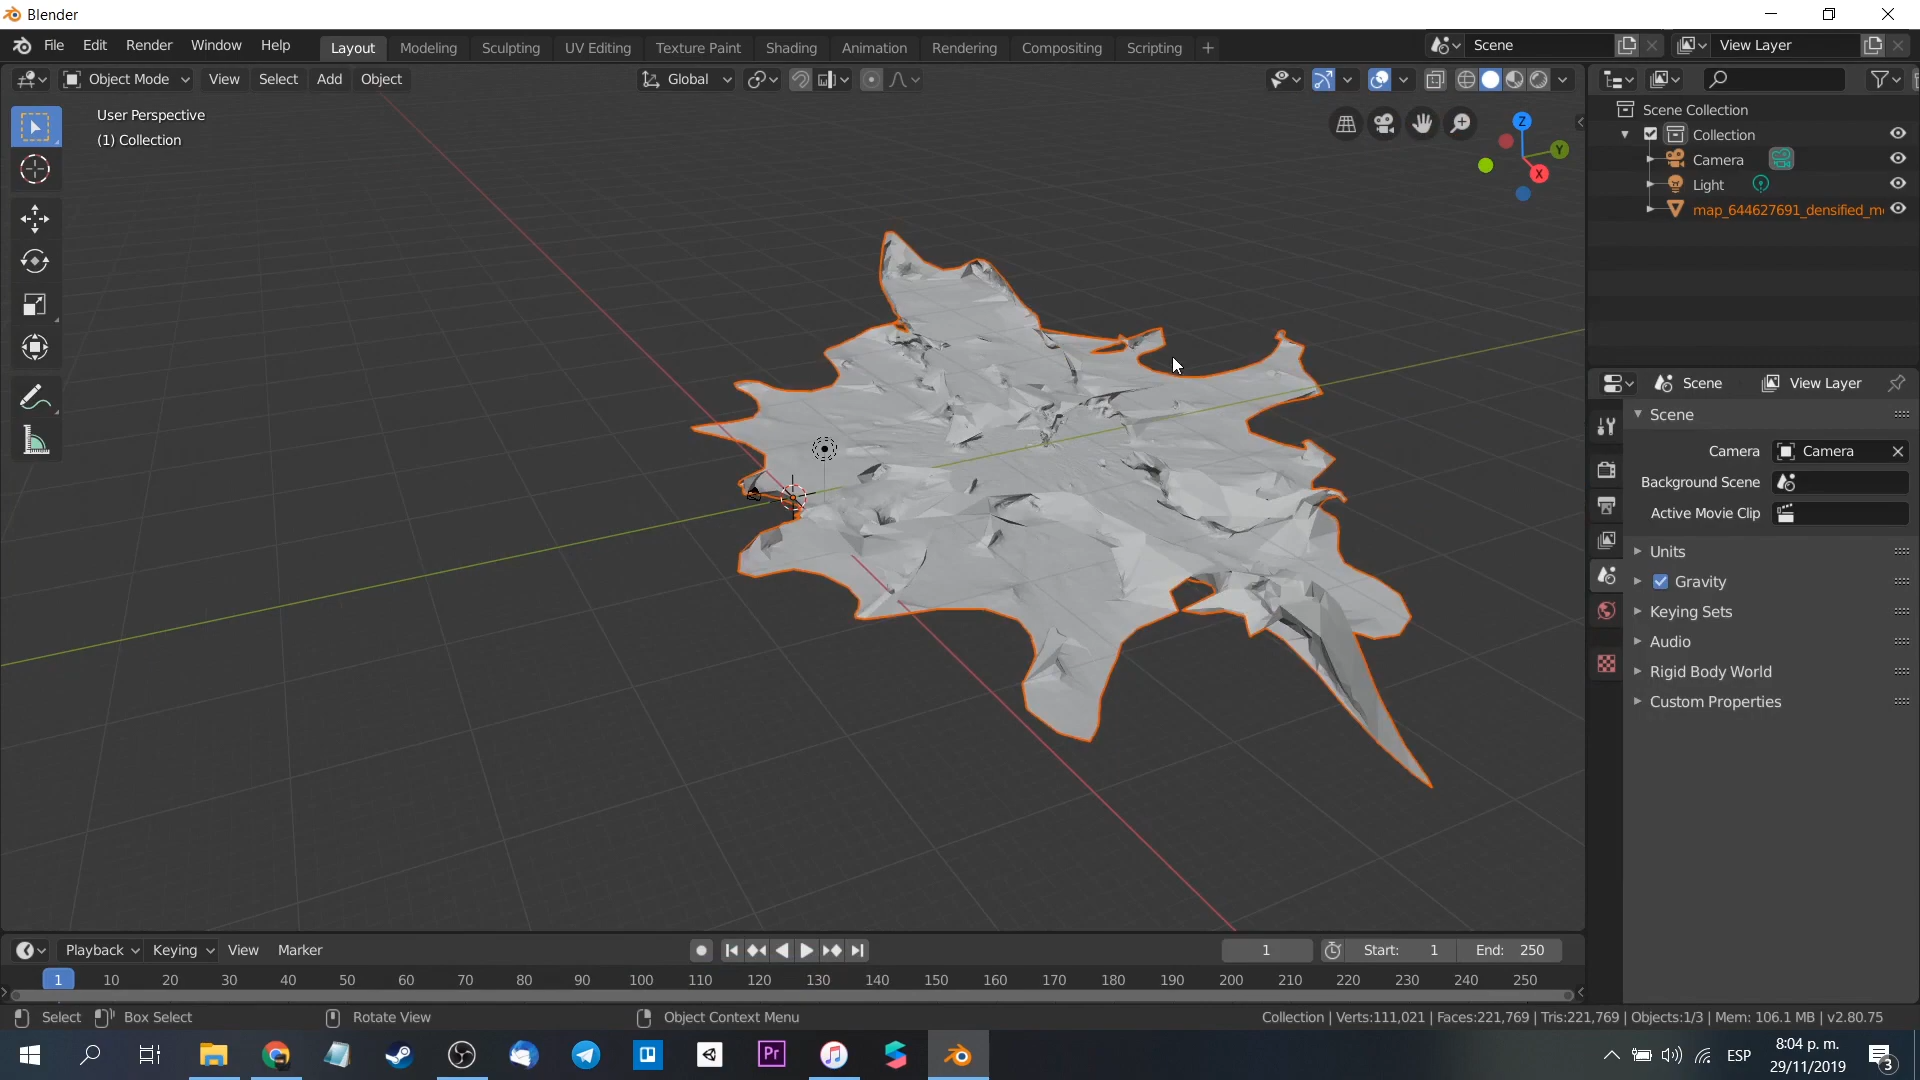 Blender
File Edit Render Window Help Layout Modeling Sculpting UV Editing Texture Paint Shading Animation Rendering Compositing Scripting + Scene View Layer
Object Mode View Select Add Object Global
User Perspective
(1) Collection
Z
Y
X
Scene Collection
Collection
Camera
Light
map_644627691_densified_m
Scene View Layer
Scene
Camera Camera
Background Scene
Active Movie Clip
Units
Gravity
Keying Sets
Audio
Rigid Body World
Custom Properties
Playback Keying View Marker 1 Start: 1 End: 250
1 10 20 30 40 50 60 70 80 90 100 110 120 130 140 150 160 170 180 190 200 210 220 230 240 250
Select Box Select Rotate View Object Context Menu Collection | Verts:111,021 | Faces:221,769 | Tris:221,769 | Objects:1/3 | Mem: 106.1 MB | v2.80.75
Pr ESP 8:04 p. m.
29/11/2019 3